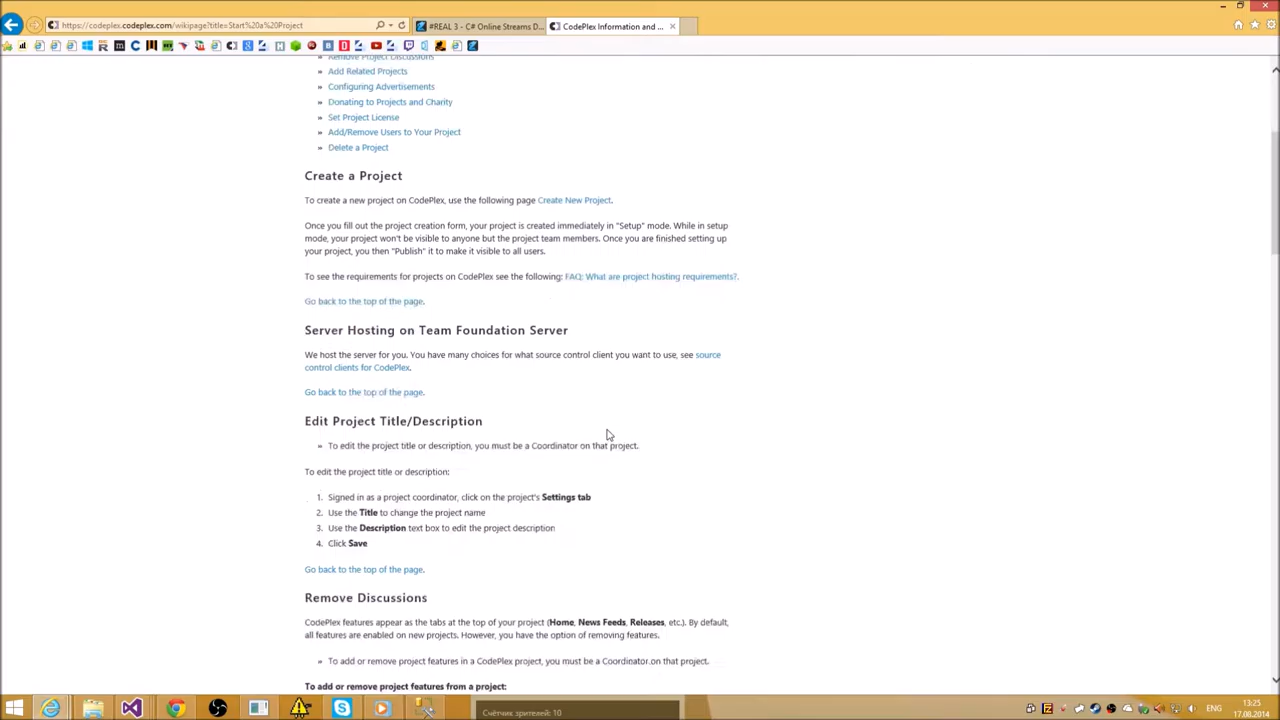 https://codeplex.codeplex.com/wikipage?title=Start%20a%20Project
#REAL 3 - C# Online Streams D...
CodePlex Information and ...
Remove Project Discussions
» Add Related Projects
» Configuring Advertisements
» Donating to Projects and Charity
» Set Project License
» Add/Remove Users to Your Project
» Delete a Project
Create a Project
To create a new project on CodePlex, use the following page Create New Project.
Once you fill out the project creation form, your project is created immediately in "Setup" mode. While in setup
mode, your project won't be visible to anyone but the project team members. Once you are finished setting up
your project, you then "Publish" it to make it visible to all users.
To see the requirements for projects on CodePlex see the following: FAQ: What are project hosting requirements?.
Go back to the top of the page.
Server Hosting on Team Foundation Server
We host the server for you. You have many choices for what source control client you want to use, see source
control clients for CodePlex.
Go back to the top of the page.
Edit Project Title/Description
» To edit the project title or description, you must be a Coordinator on that project.
To edit the project title or description:
1. Signed in as a project coordinator, click on the project's Settings tab
2. Use the Title to change the project name
3. Use the Description text box to edit the project description
4. Click Save
Go back to the top of the page.
Remove Discussions
CodePlex features appear as the tabs at the top of your project (Home, News Feeds, Releases, etc.). By default,
all features are enabled on new projects. However, you have the option of removing features.
» To add or remove project features in a CodePlex project, you must be a Coordinator on that project.
To add or remove project features from a project:
Счётчик зрителей: 10
ENG
13:25
17.08.2014